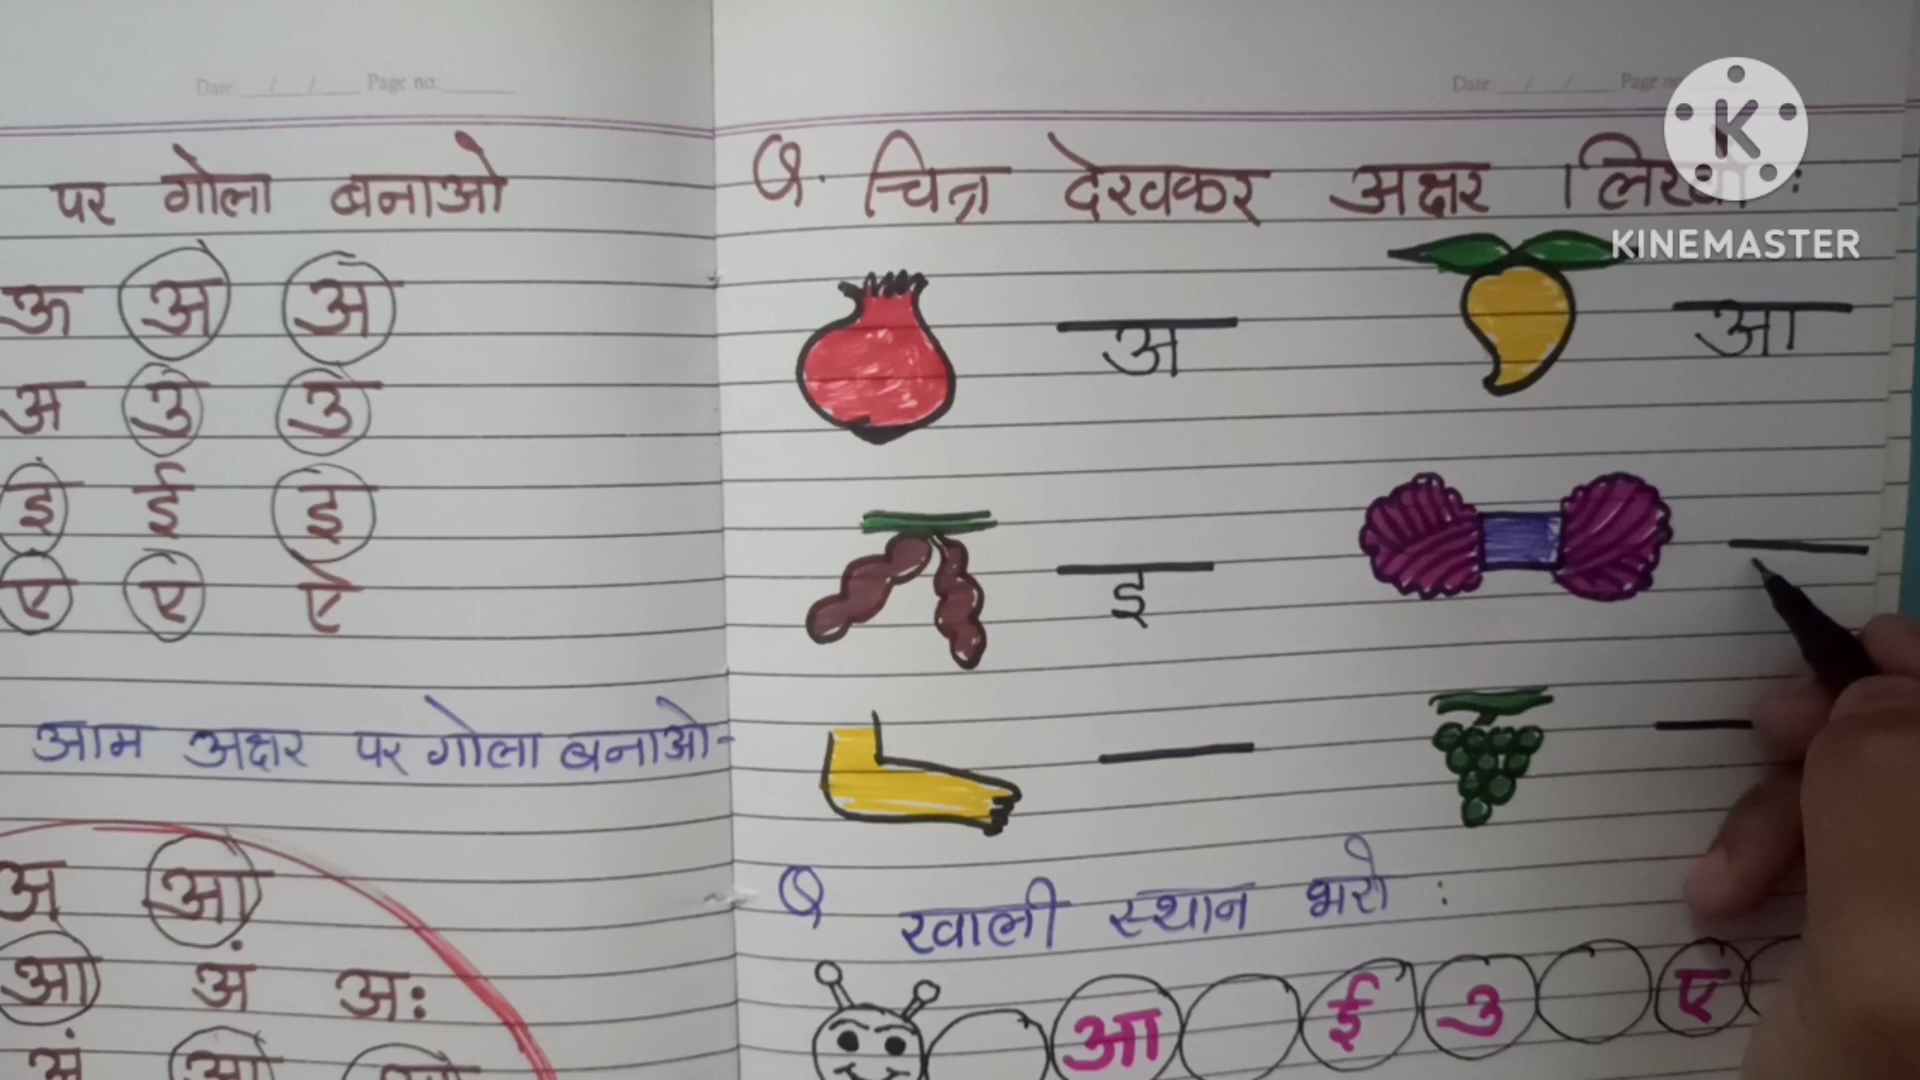 Date / / Page no:
पर गोला बनाओ
ऊ अ अ
अ उ उ
इ ई इ
ए ए ऐ
आम अक्षर पर गोला बनाओ-
अ आ
आ अं अः
अं
Date / / Page no
Q. चित्र देखकर अक्षर लिखो :
अ आ
इ
Q खाली स्थान भरो :
आ ई उ ए
K
KINEMASTER